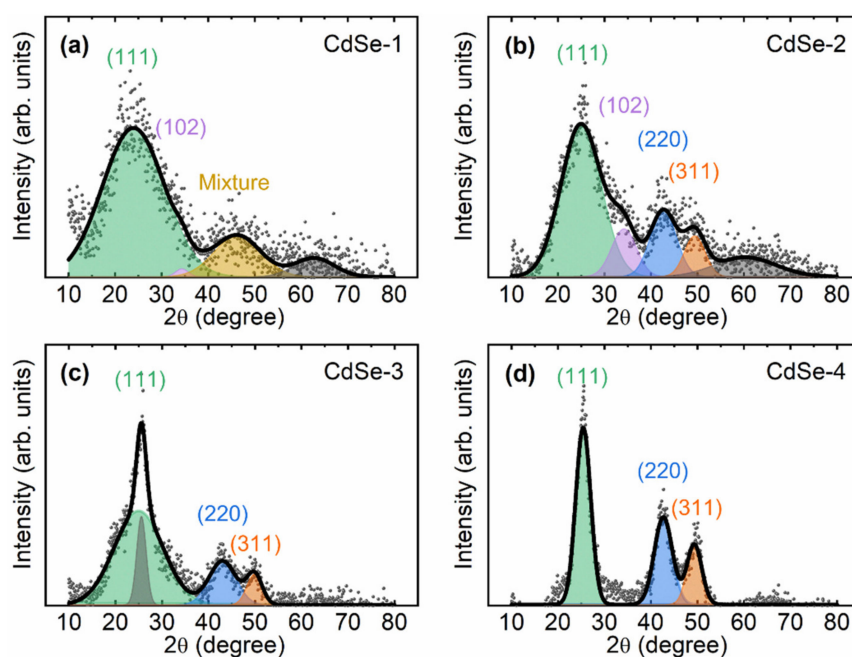 (a)
CdSe-1
(111)
(102)
Mixture
Intensity (arb. units)
10 20 30 40 50 60 70 80
2θ (degree)
(b)
CdSe-2
(111)
(102)
(220)
(311)
Intensity (arb. units)
10 20 30 40 50 60 70 80
2θ (degree)
(c)
CdSe-3
(111)
(220)
(311)
Intensity (arb. units)
10 20 30 40 50 60 70 80
2θ (degree)
(d)
CdSe-4
(111)
(220)
(311)
Intensity (arb. units)
10 20 30 40 50 60 70 80
2θ (degree)